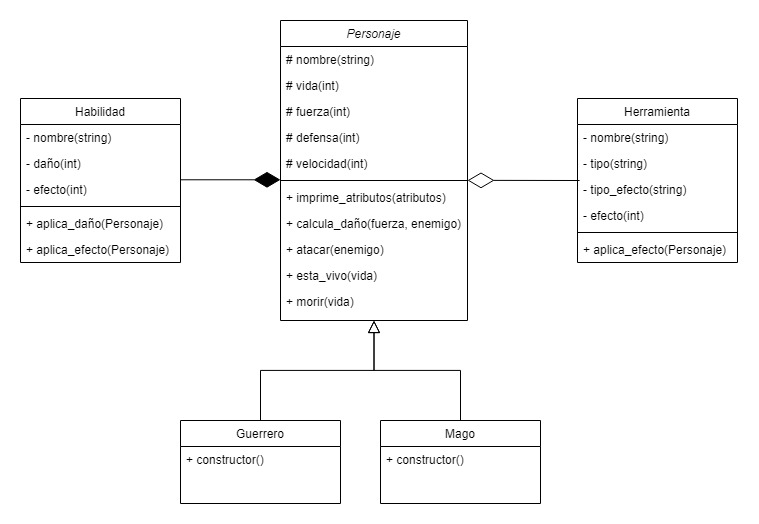 Personaje
# nombre(string)
# vida(int)
# fuerza(int)
# defensa(int)
# velocidad(int)
+ imprime_atributos(atributos)
+ calcula_daño(fuerza, enemigo)
+ atacar(enemigo)
+ esta_vivo(vida)
+ morir(vida)
Habilidad
- nombre(string)
- daño(int)
- efecto(int)
+ aplica_daño(Personaje)
+ aplica_efecto(Personaje)
Herramienta
- nombre(string)
- tipo(string)
- tipo_efecto(string)
- efecto(int)
+ aplica_efecto(Personaje)
Guerrero
+ constructor()
Mago
+ constructor()